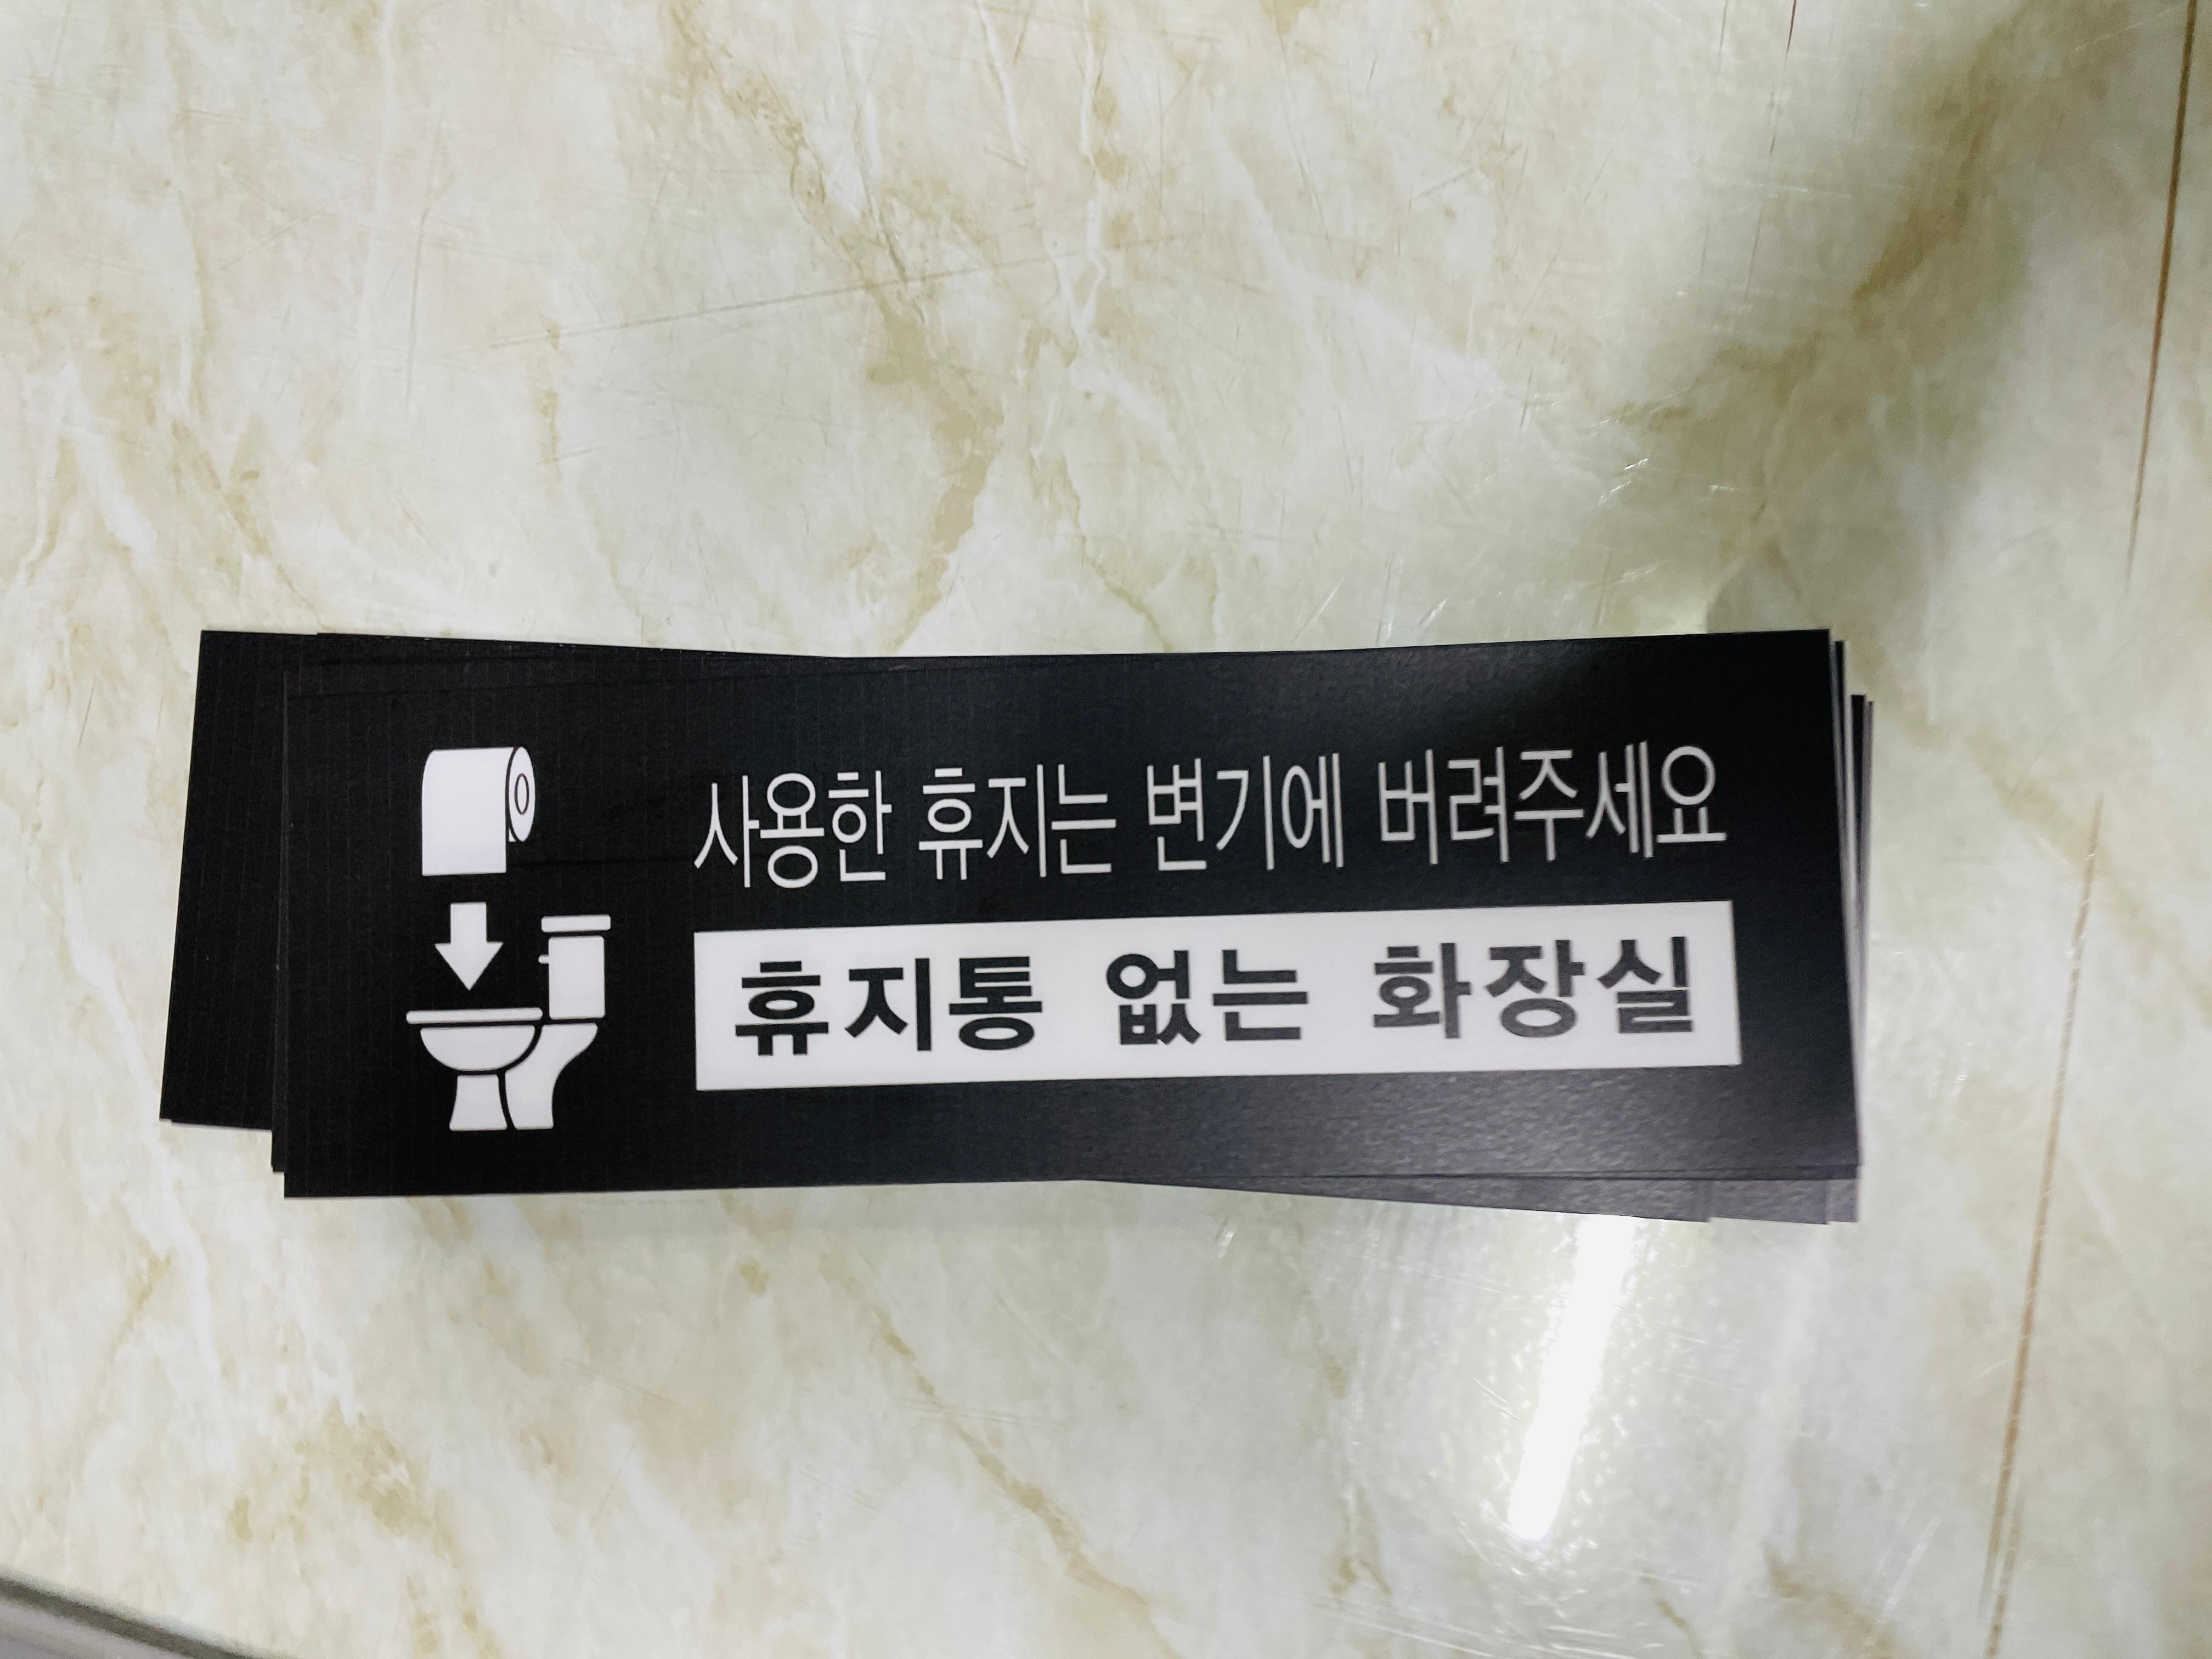 사용한 휴지는 변기에 버려주세요
휴지통 없는 화장실